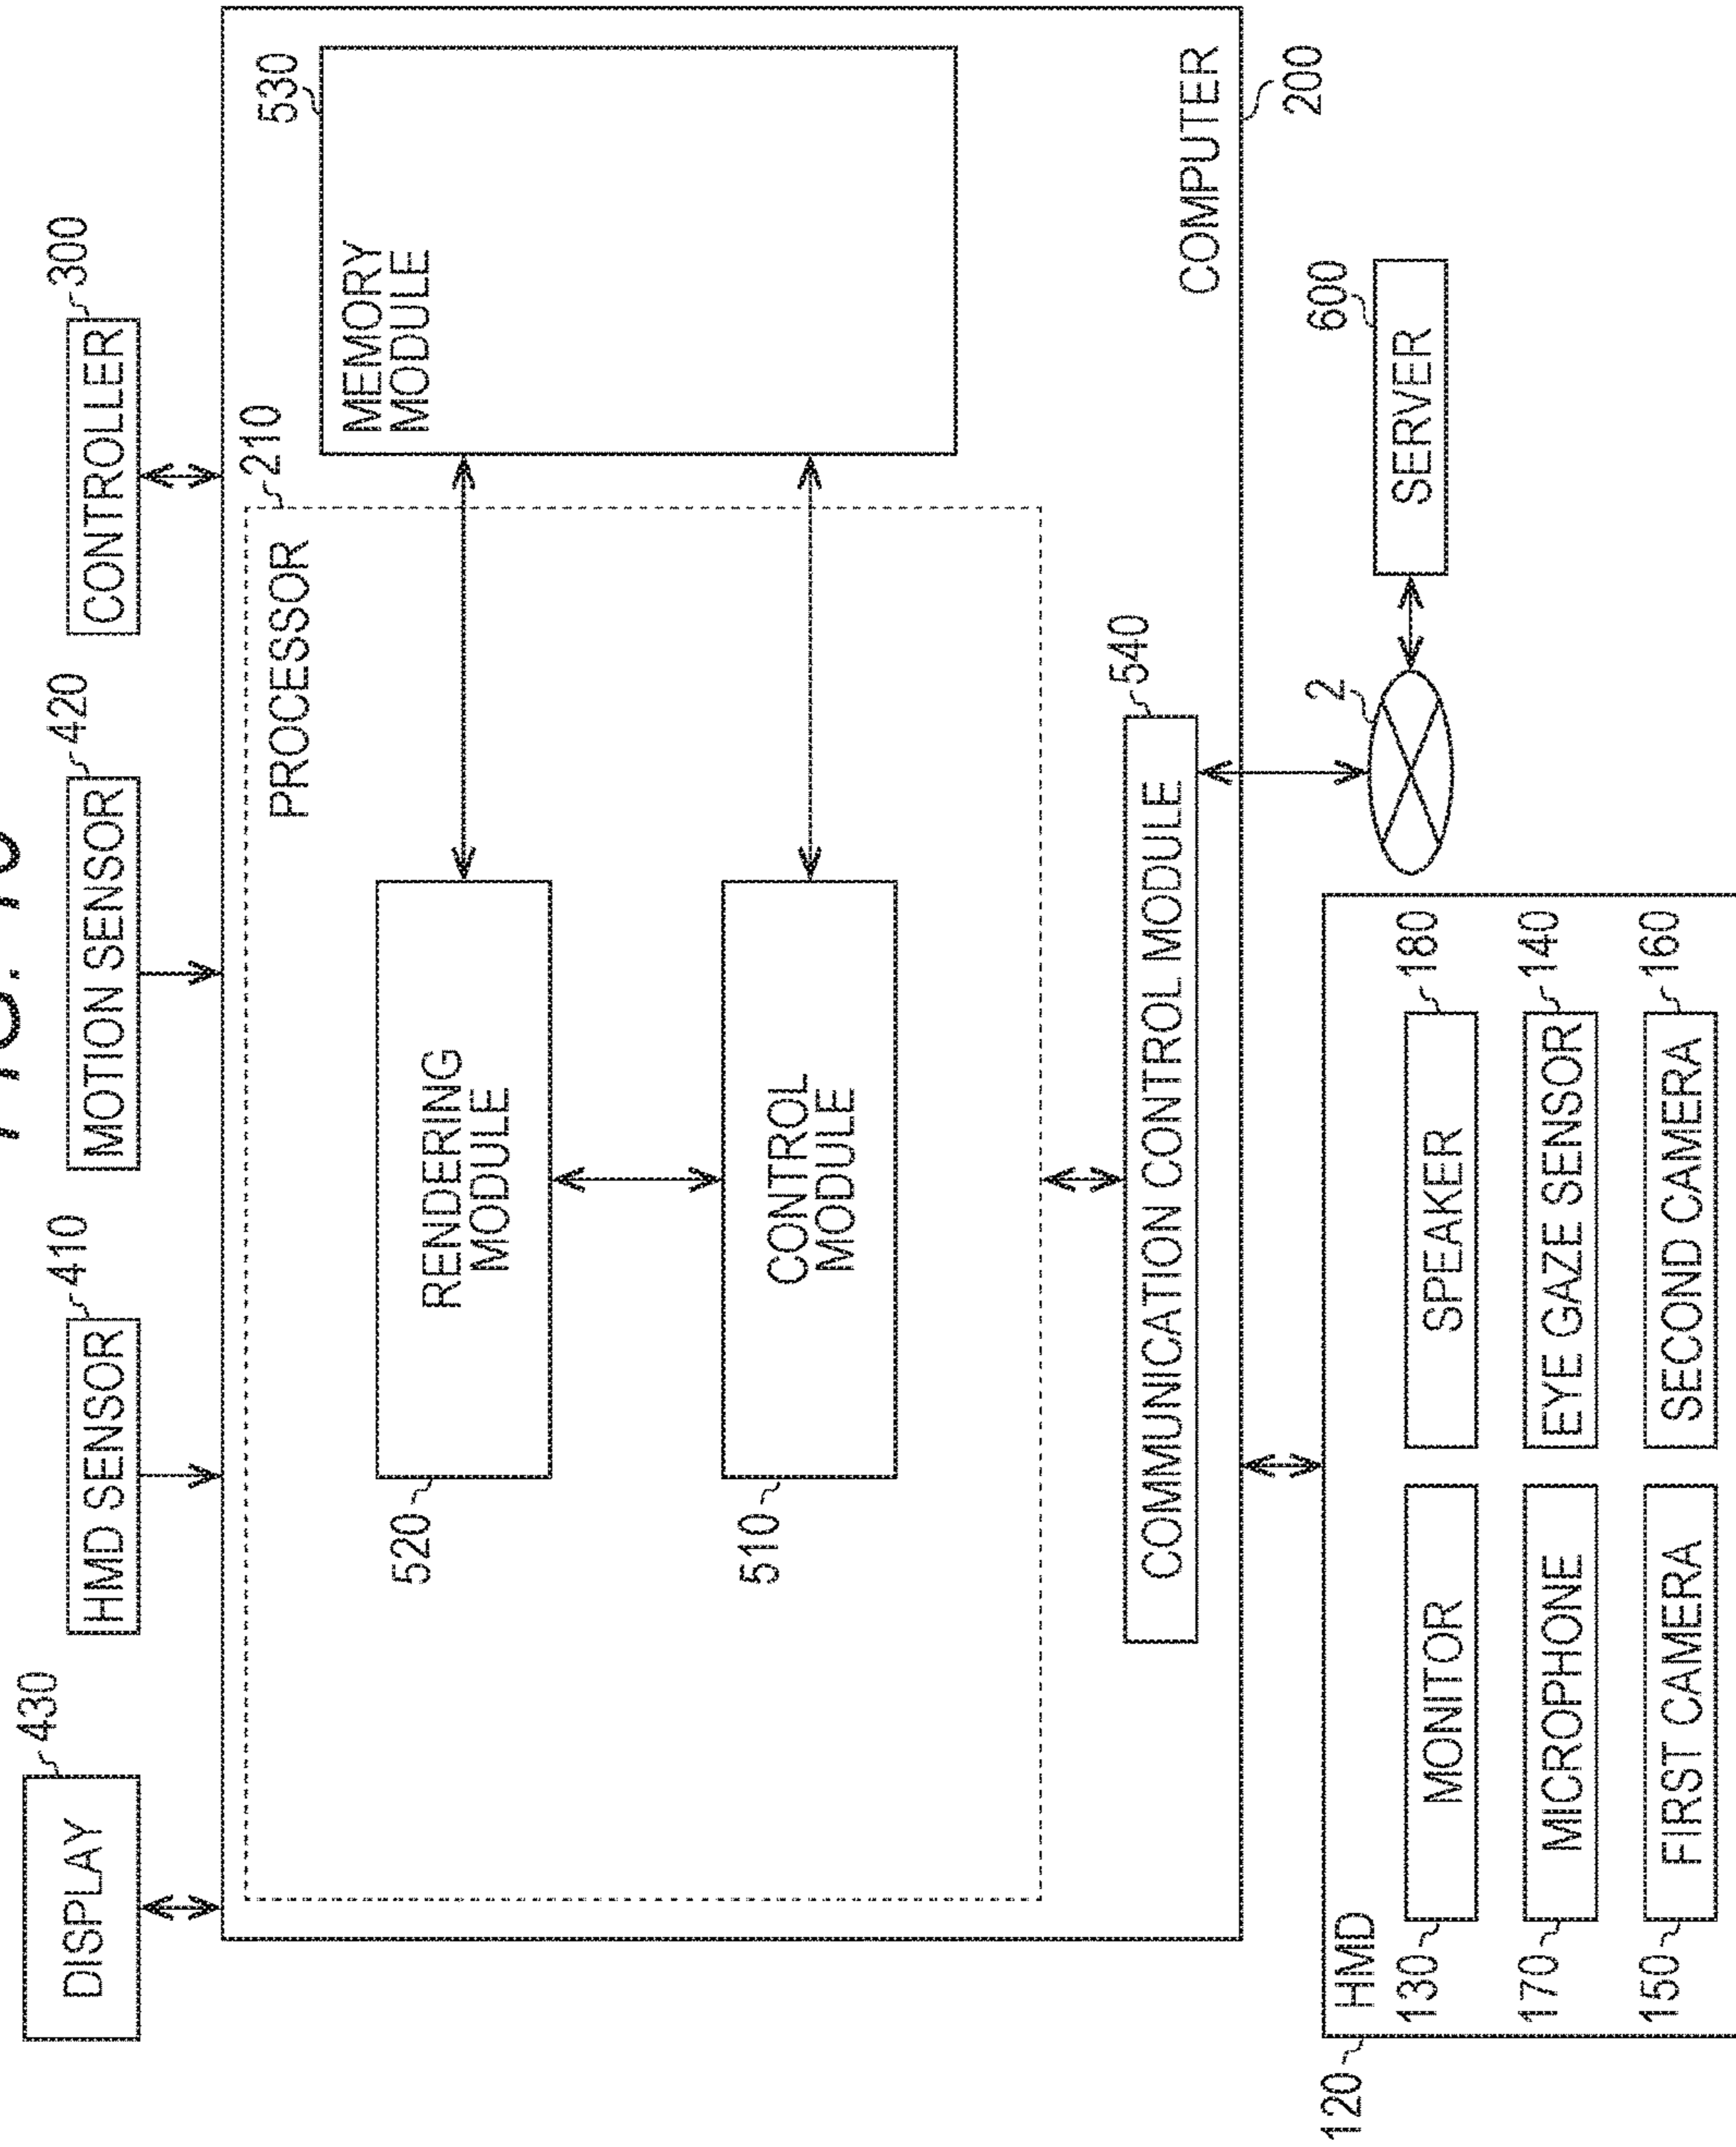 430
DISPLAY
410
HMD SENSOR
420
MOTION SENSOR
300
CONTROLLER
210
530
PROCESSOR
MEMORY
MODULE
520
RENDERING
MODULE
510
CONTROL
MODULE
540
COMMUNICATION CONTROL MODULE
COMPUTER
200
120
HMD
130
MONITOR
SPEAKER
180
170
MICROPHONE
EYE GAZE SENSOR
140
150
FIRST CAMERA
SECOND CAMERA
160
2
600
SERVER